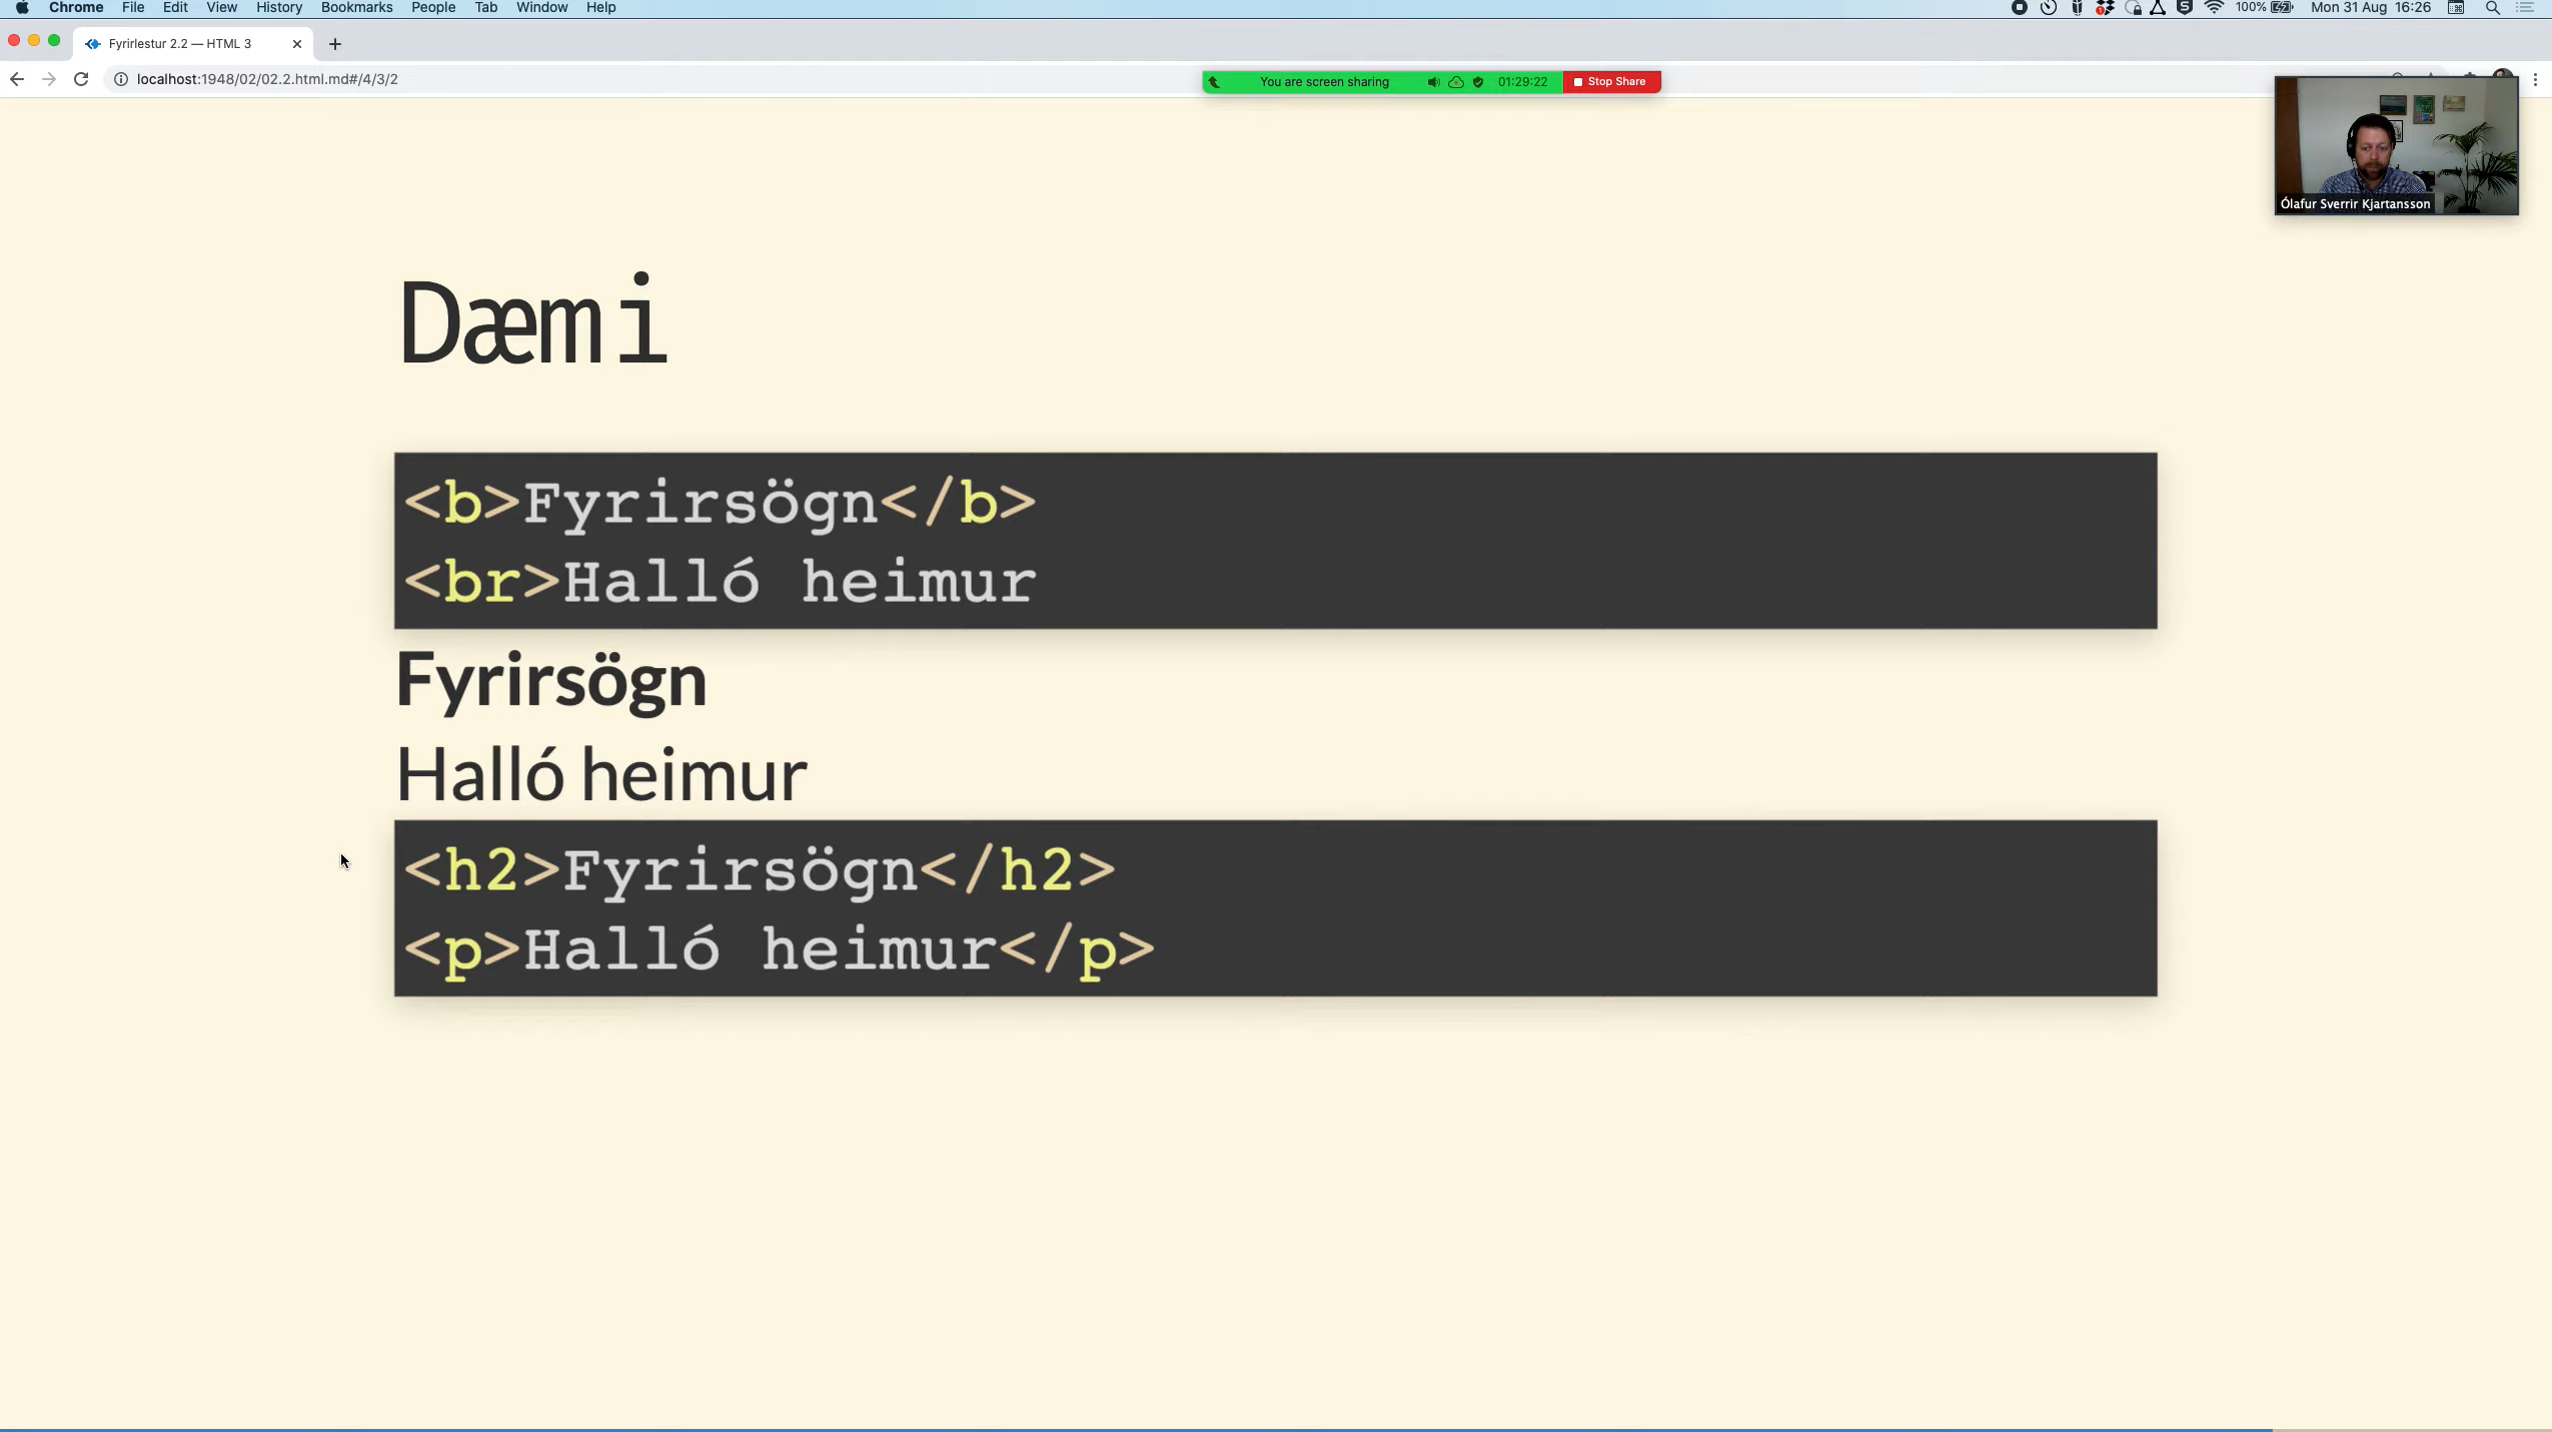 Chrome File Edit View History Bookmarks People Tab Window Help
100% Mon 31 Aug 16:26
Fyrirlestur 2.2 — HTML 3
localhost:1948/02/02.2.html.md#/4/3/2
You are screen sharing 01:29:22 Stop Share
Ólafur Sverrir Kjartansson
Dæmi
<b>Fyrirsögn</b>
<br>Halló heimur
Fyrirsögn
Halló heimur
<h2>Fyrirsögn</h2>
<p>Halló heimur</p>